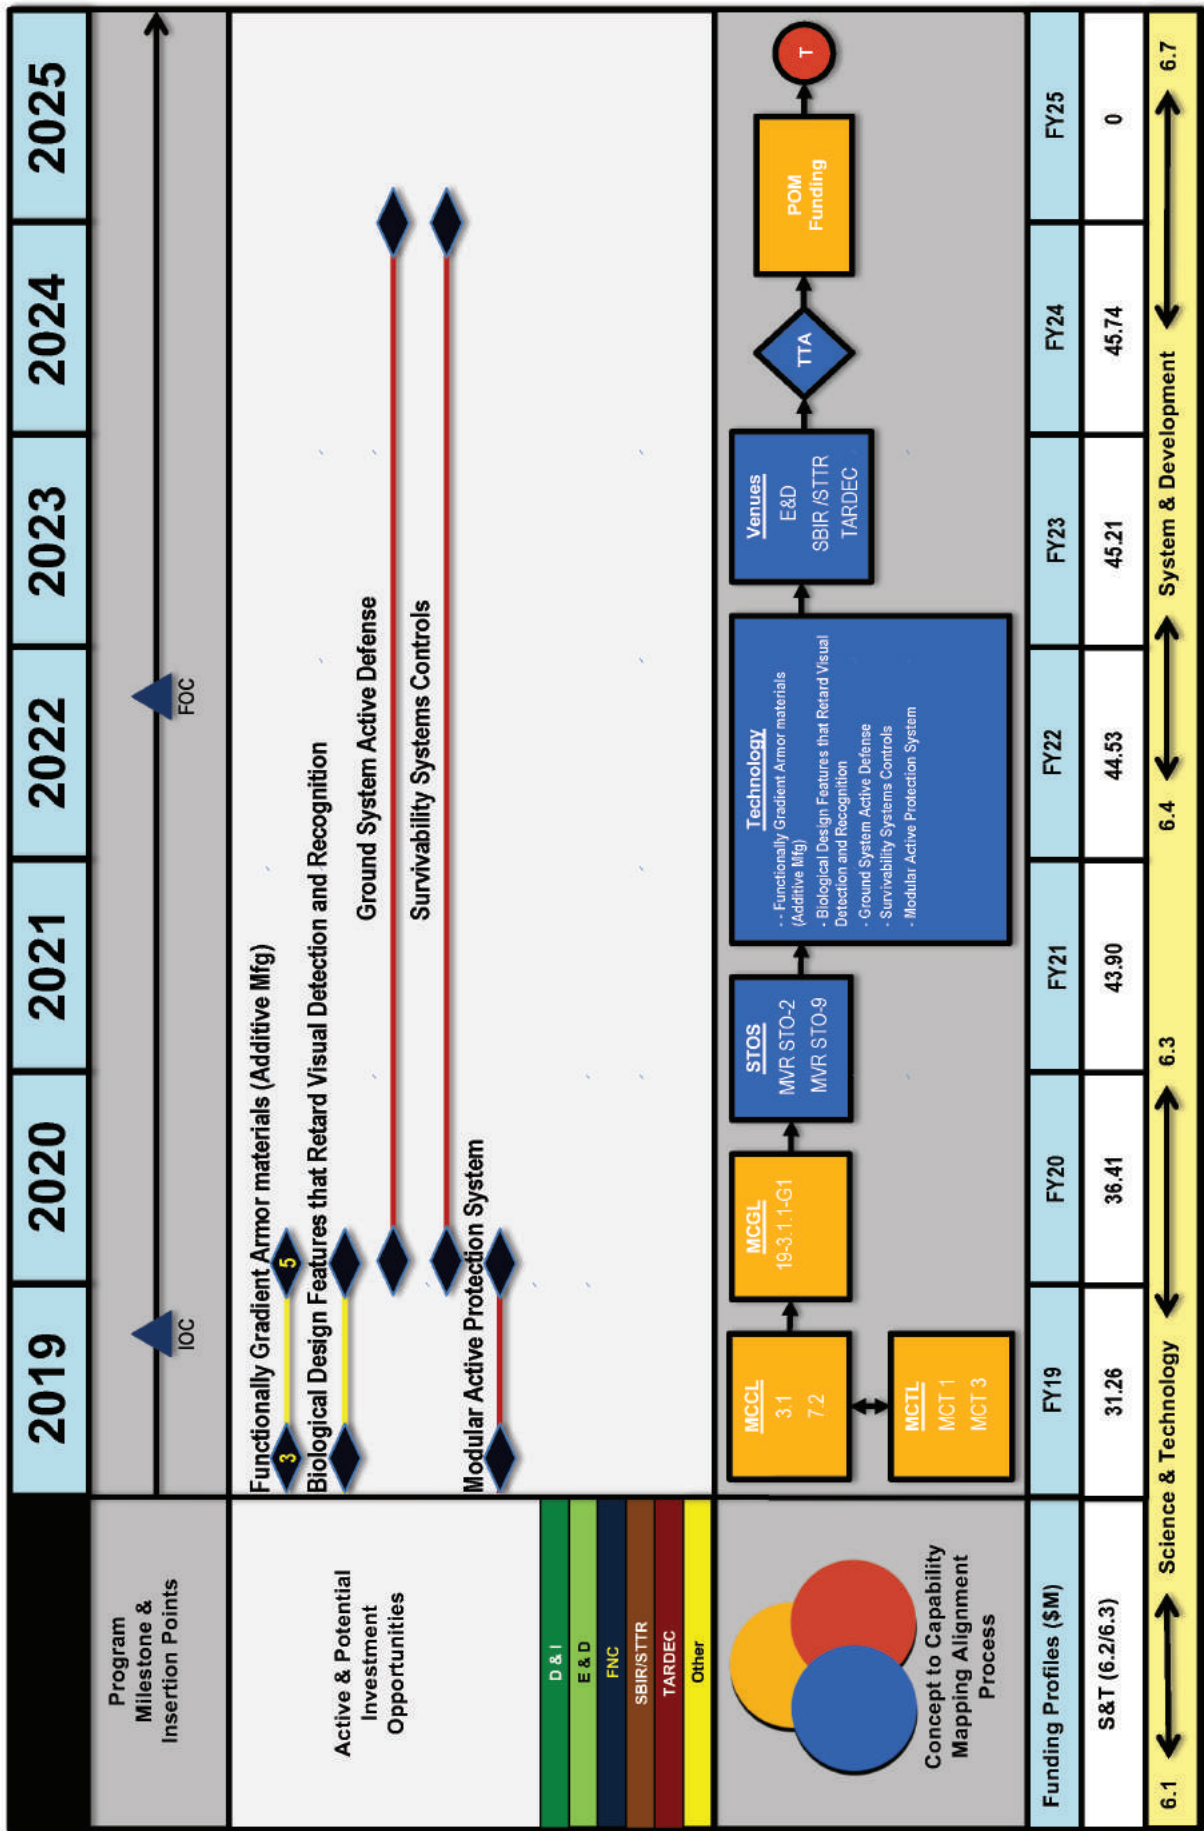 2019
2020
2021
2022
2023
2024
2025
Program
Milestone &
Insertion Points
IOC
FOC
Active & Potential
Investment
Opportunities
D & I
E & D
FNC
SBIR/STTR
TARDEC
Other
Functionally Gradient Armor materials (Additive Mfg)
3
5
Biological Design Features that Retard Visual Detection and Recognition
Ground System Active Defense
Survivability Systems Controls
Modular Active Protection System
Concept to Capability
Mapping Alignment
Process
MCCL
3.1
7.2
MCTL
MCT 1
MCT 3
MCGL
19-3.1.1-G1
STOS
MVR STO-2
MVR STO-9
Technology
- - Functionally Gradient Armor materials
(Additive Mfg)
- Biological Design Features that Retard Visual
Detection and Recognition
- Ground System Active Defense
- Survivability Systems Controls
- Modular Active Protection System
Venues
E&D
SBIR /STTR
TARDEC
TTA
POM
Funding
T
Funding Profiles ($M)
FY19
FY20
FY21
FY22
FY23
FY24
FY25
S&T (6.2/6.3)
31.26
36.41
43.90
44.53
45.21
45.74
0
6.1
Science & Technology
6.3
6.4
System & Development
6.7